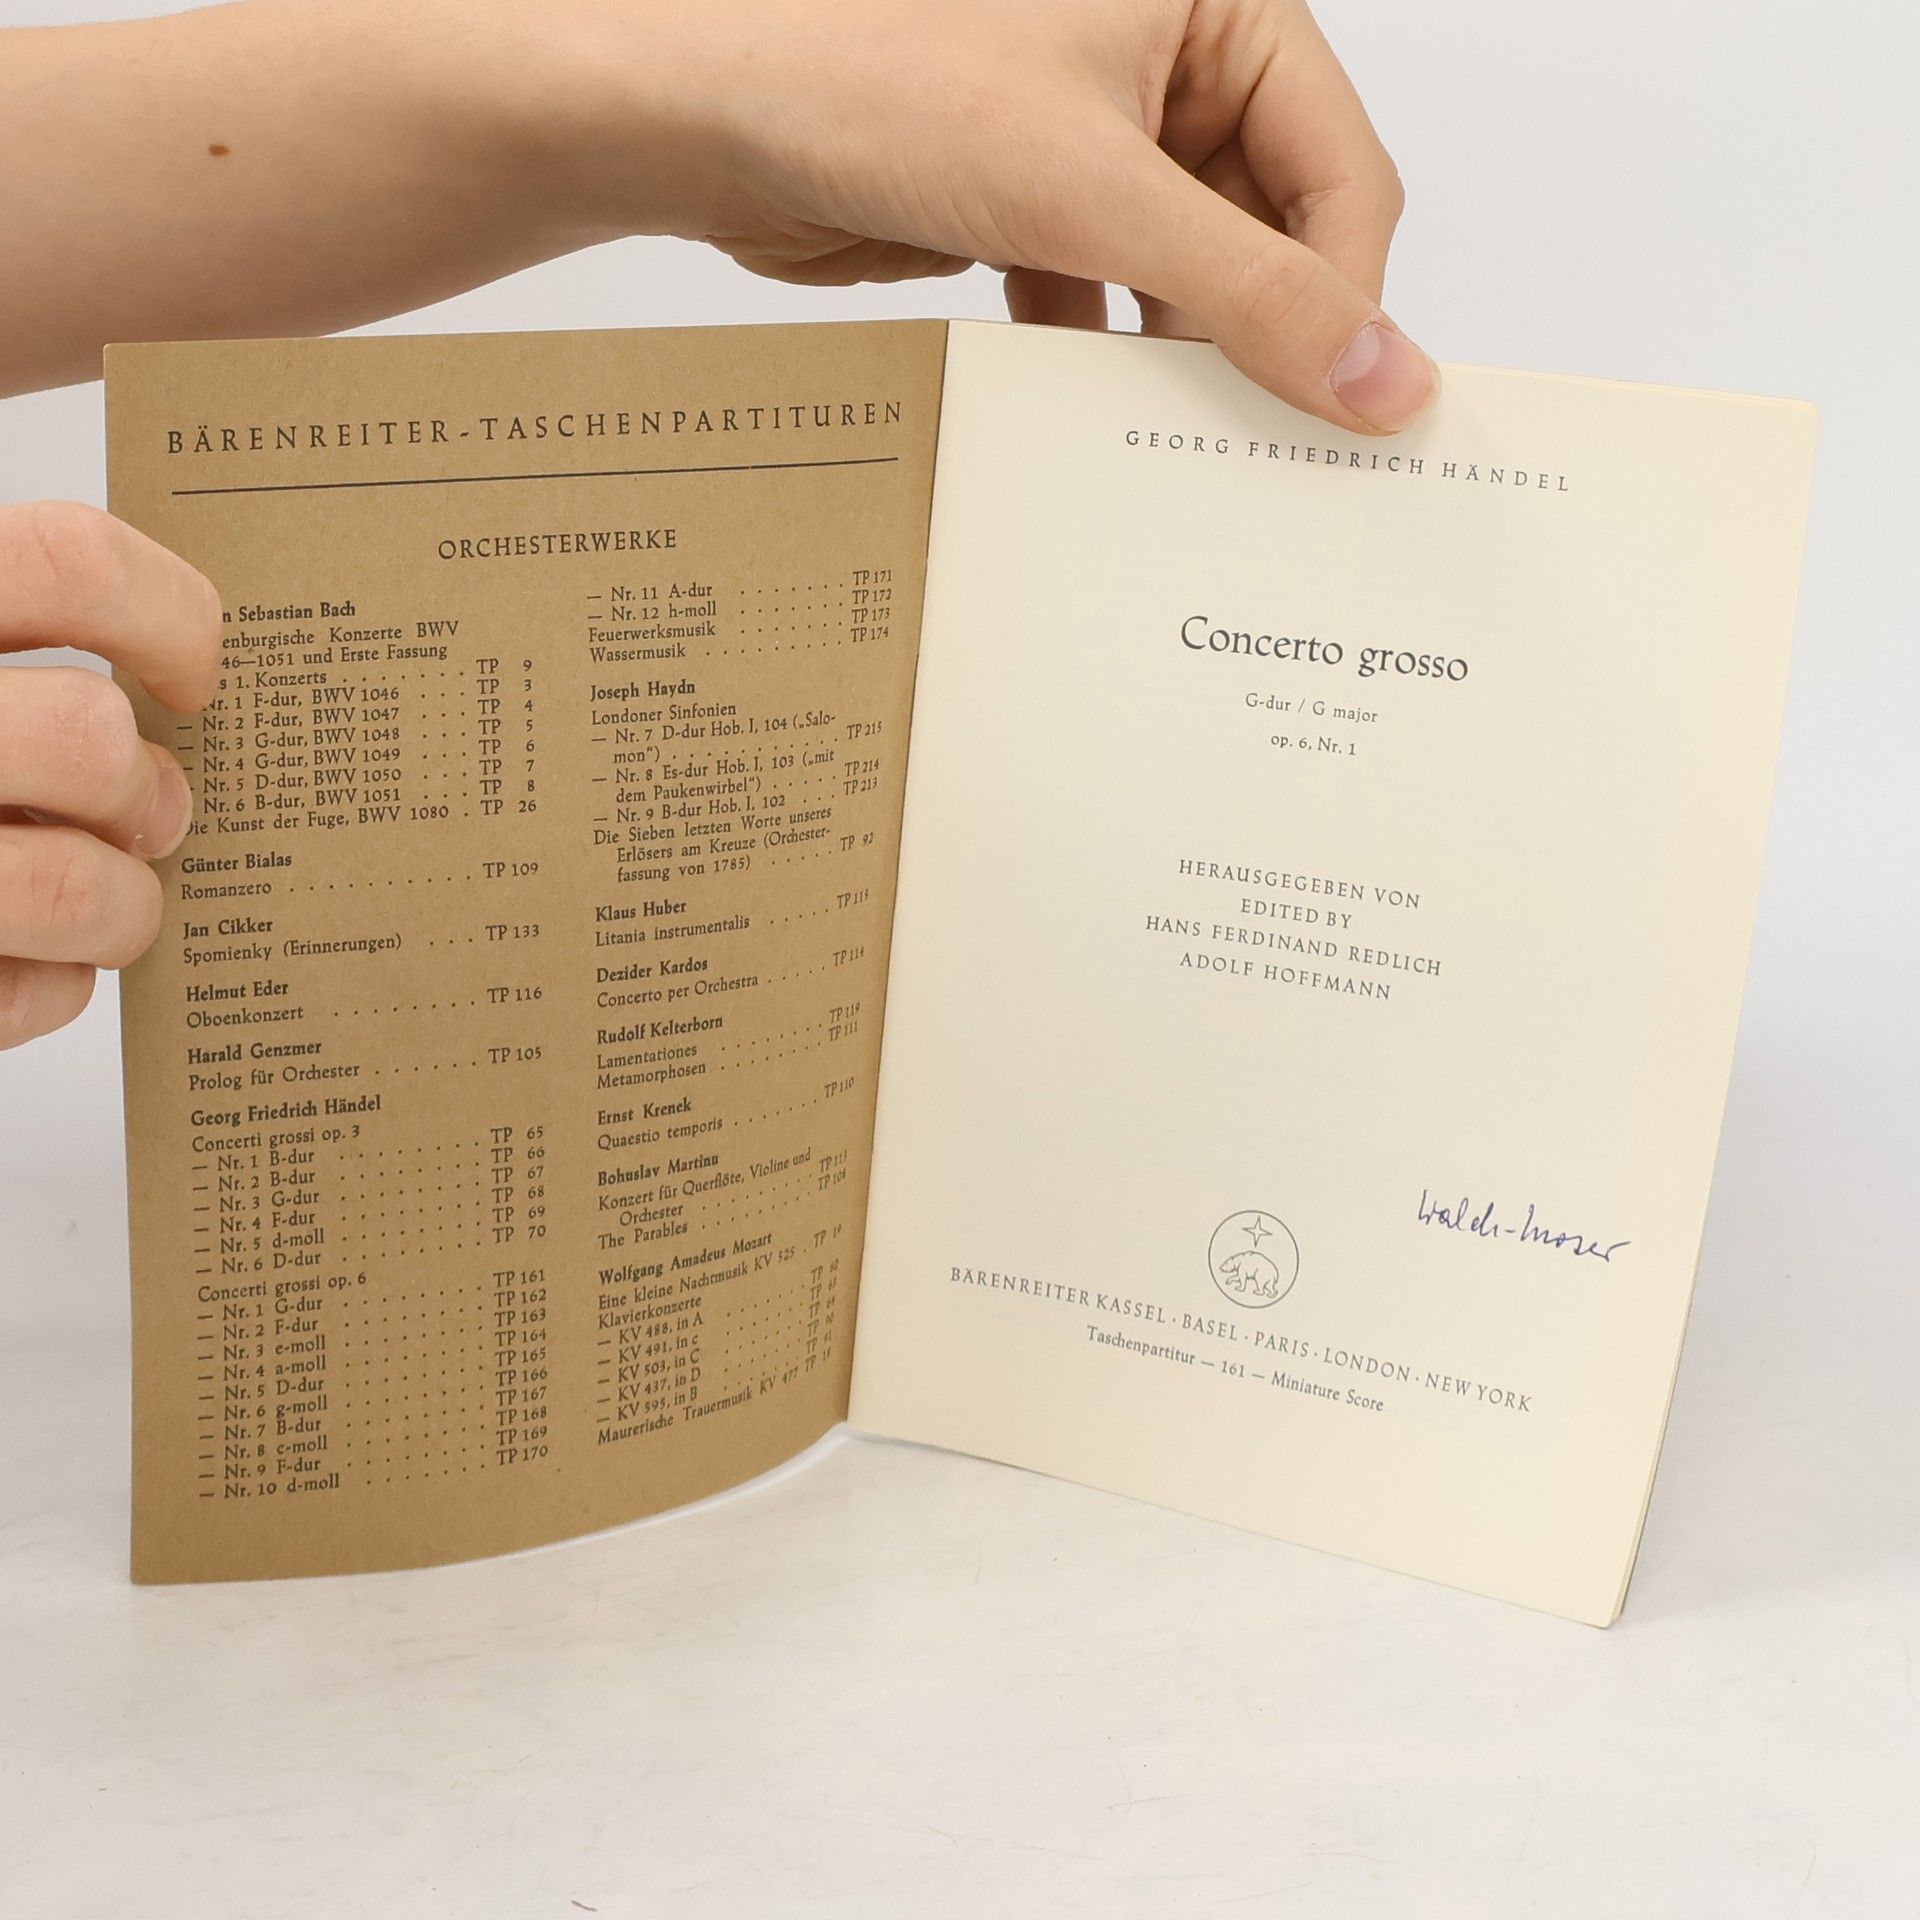 BÄRENREITER-TASCHENPARTITUREN
ORCHESTERWERKE
n Sebastian Bach
enburgische Konzerte BWV
46—1051 und Erste Fassung
s 1. Konzerts . . . . . . . TP 9
Nr. 1 F-dur, BWV 1046 . . . TP 3
— Nr. 2 F-dur, BWV 1047 . . . TP 4
— Nr. 3 G-dur, BWV 1048 . . . TP 5
— Nr. 4 G-dur, BWV 1049 . . . TP 6
— Nr. 5 D-dur, BWV 1050 . . . TP 7
Nr. 6 B-dur, BWV 1051 . . . TP 8
Die Kunst der Fuge, BWV 1080 . TP 26
Günter Bialas
Romanzero . . . . . . . . . . TP 109
Jan Cikker
Spomienky (Erinnerungen) . . . TP 133
Helmut Eder
Oboenkonzert . . . . . . . . TP 116
Harald Genzmer
Prolog für Orchester . . . . . . TP 105
Georg Friedrich Händel
Concerti grossi op. 3
— Nr. 1 B-dur . . . . . . . . TP 65
— Nr. 2 B-dur . . . . . . . . TP 66
— Nr. 3 G-dur . . . . . . . . TP 67
— Nr. 4 F-dur . . . . . . . . TP 68
— Nr. 5 d-moll . . . . . . . . TP 69
— Nr. 6 D-dur . . . . . . . . TP 70
Concerti grossi op. 6
— Nr. 1 G-dur . . . . . . . . TP 161
— Nr. 2 F-dur . . . . . . . . TP 162
— Nr. 3 e-moll . . . . . . . . TP 163
— Nr. 4 a-moll . . . . . . . . TP 164
— Nr. 5 D-dur . . . . . . . . TP 165
— Nr. 6 g-moll . . . . . . . . TP 166
— Nr. 7 B-dur . . . . . . . . TP 167
— Nr. 8 c-moll . . . . . . . . TP 168
— Nr. 9 F-dur . . . . . . . . TP 169
— Nr. 10 d-moll . . . . . . . TP 170
— Nr. 11 A-dur . . . . . . . TP 171
— Nr. 12 h-moll . . . . . . . TP 172
Feuerwerksmusik . . . . . . . TP 173
Wassermusik . . . . . . . . TP 174
Joseph Haydn
Londoner Sinfonien
— Nr. 7 D-dur Hob. I, 104 („Salo-
mon“) . . . . . . . . . . . TP 215
— Nr. 8 Es-dur Hob. I, 103 („mit
dem Paukenwirbel“) . . . . . TP 214
— Nr. 9 B-dur Hob. I, 102 . . . TP 213
Die Sieben letzten Worte unseres
Erlösers am Kreuze (Orchester-
fassung von 1785) . . . . . TP 92
Klaus Huber
Litania instrumentalis . . . . . TP 115
Dezider Kardos
Concerto per Orchestra . . . . . TP 114
Rudolf Kelterborn
Lamentationes . . . . . . . TP 119
Metamorphosen . . . . . . . TP 111
Ernst Krenek
Quaestio temporis . . . . . . TP 110
Bohuslav Martinu
Konzert für Querflöte, Violine und
Orchester . . . . . . . . TP 113
The Parables . . . . . . . . TP 108
Wolfgang Amadeus Mozart
Eine kleine Nachtmusik KV 525 . TP 19
Klavierkonzerte
— KV 488, in A . . . . . . . TP
— KV 491, in c . . . . . . . TP
— KV 503, in C . . . . . . . TP
— KV 437, in D . . . . . . . TP 90
— KV 595, in B . . . . . . . TP 91
Maurerische Trauermusik KV 477 TP 18
GEORG FRIEDRICH HÄNDEL
Concerto grosso
G-dur / G major
op. 6, Nr. 1
HERAUSGEGEBEN VON
EDITED BY
HANS FERDINAND REDLICH
ADOLF HOFFMANN
Walch-Moser
BÄRENREITER KASSEL · BASEL · PARIS · LONDON · NEW YORK
Taschenpartitur — 161 — Miniature Score